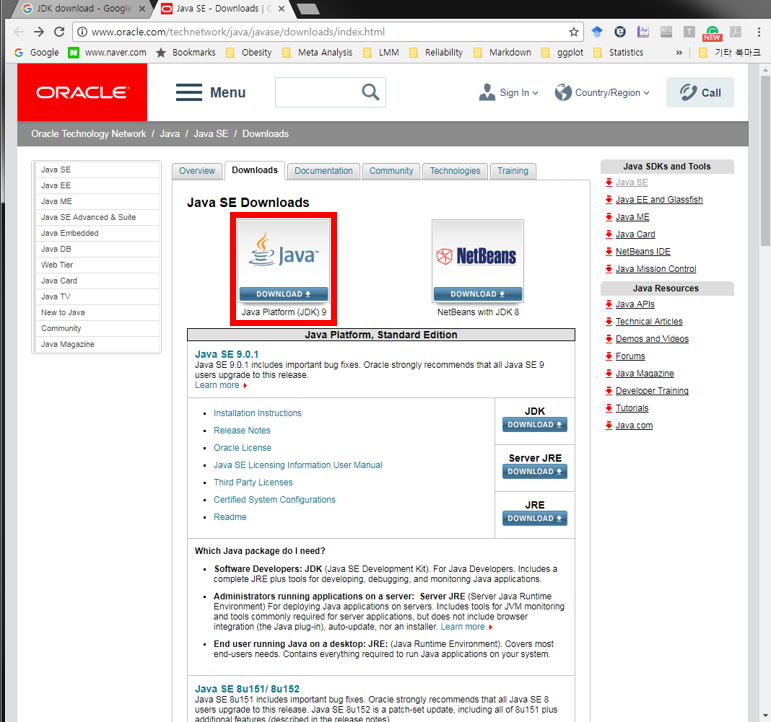 JDK download - Google
Java SE - Downloads | O
www.oracle.com/technetwork/java/javase/downloads/index.html
NEW
Google
www.naver.com
Bookmarks
Obesity
Meta Analysis
LMM
Reliability
Markdown
ggplot
Statistics
»
기타 북마크
ORACLE
Menu
Sign In
Country/Region
Call
Oracle Technology Network / Java / Java SE / Downloads
Java SE
Java EE
Java ME
Java SE Advanced & Suite
Java Embedded
Java DB
Web Tier
Java Card
Java TV
New to Java
Community
Java Magazine
Overview
Downloads
Documentation
Community
Technologies
Training
Java SE Downloads
Java™
DOWNLOAD
Java Platform (JDK) 9
NetBeans
DOWNLOAD
NetBeans with JDK 8
Java Platform, Standard Edition
Java SE 9.0.1
Java SE 9.0.1 includes important bug fixes. Oracle strongly recommends that all Java SE 9
users upgrade to this release.
Learn more
• Installation Instructions
• Release Notes
• Oracle License
• Java SE Licensing Information User Manual
• Third Party Licenses
• Certified System Configurations
• Readme
JDK
DOWNLOAD
Server JRE
DOWNLOAD
JRE
DOWNLOAD
Which Java package do I need?
• Software Developers: JDK (Java SE Development Kit). For Java Developers. Includes a
complete JRE plus tools for developing, debugging, and monitoring Java applications.
• Administrators running applications on a server: Server JRE (Server Java Runtime
Environment) For deploying Java applications on servers. Includes tools for JVM monitoring
and tools commonly required for server applications, but does not include browser
integration (the Java plug-in), auto-update, nor an installer. Learn more
• End user running Java on a desktop: JRE: (Java Runtime Environment). Covers most
end-users needs. Contains everything required to run Java applications on your system.
Java SE 8u151/ 8u152
Java SE 8u151 includes important bug fixes. Oracle strongly recommends that all Java SE 8
users upgrade to this release. Java SE 8u152 is a patch-set update, including all of 8u151 plus
additional features (described in the release notes)
Java SDKs and Tools
Java SE
Java EE and Glassfish
Java ME
Java Card
NetBeans IDE
Java Mission Control
Java Resources
Java APIs
Technical Articles
Demos and Videos
Forums
Java Magazine
Developer Training
Tutorials
Java.com